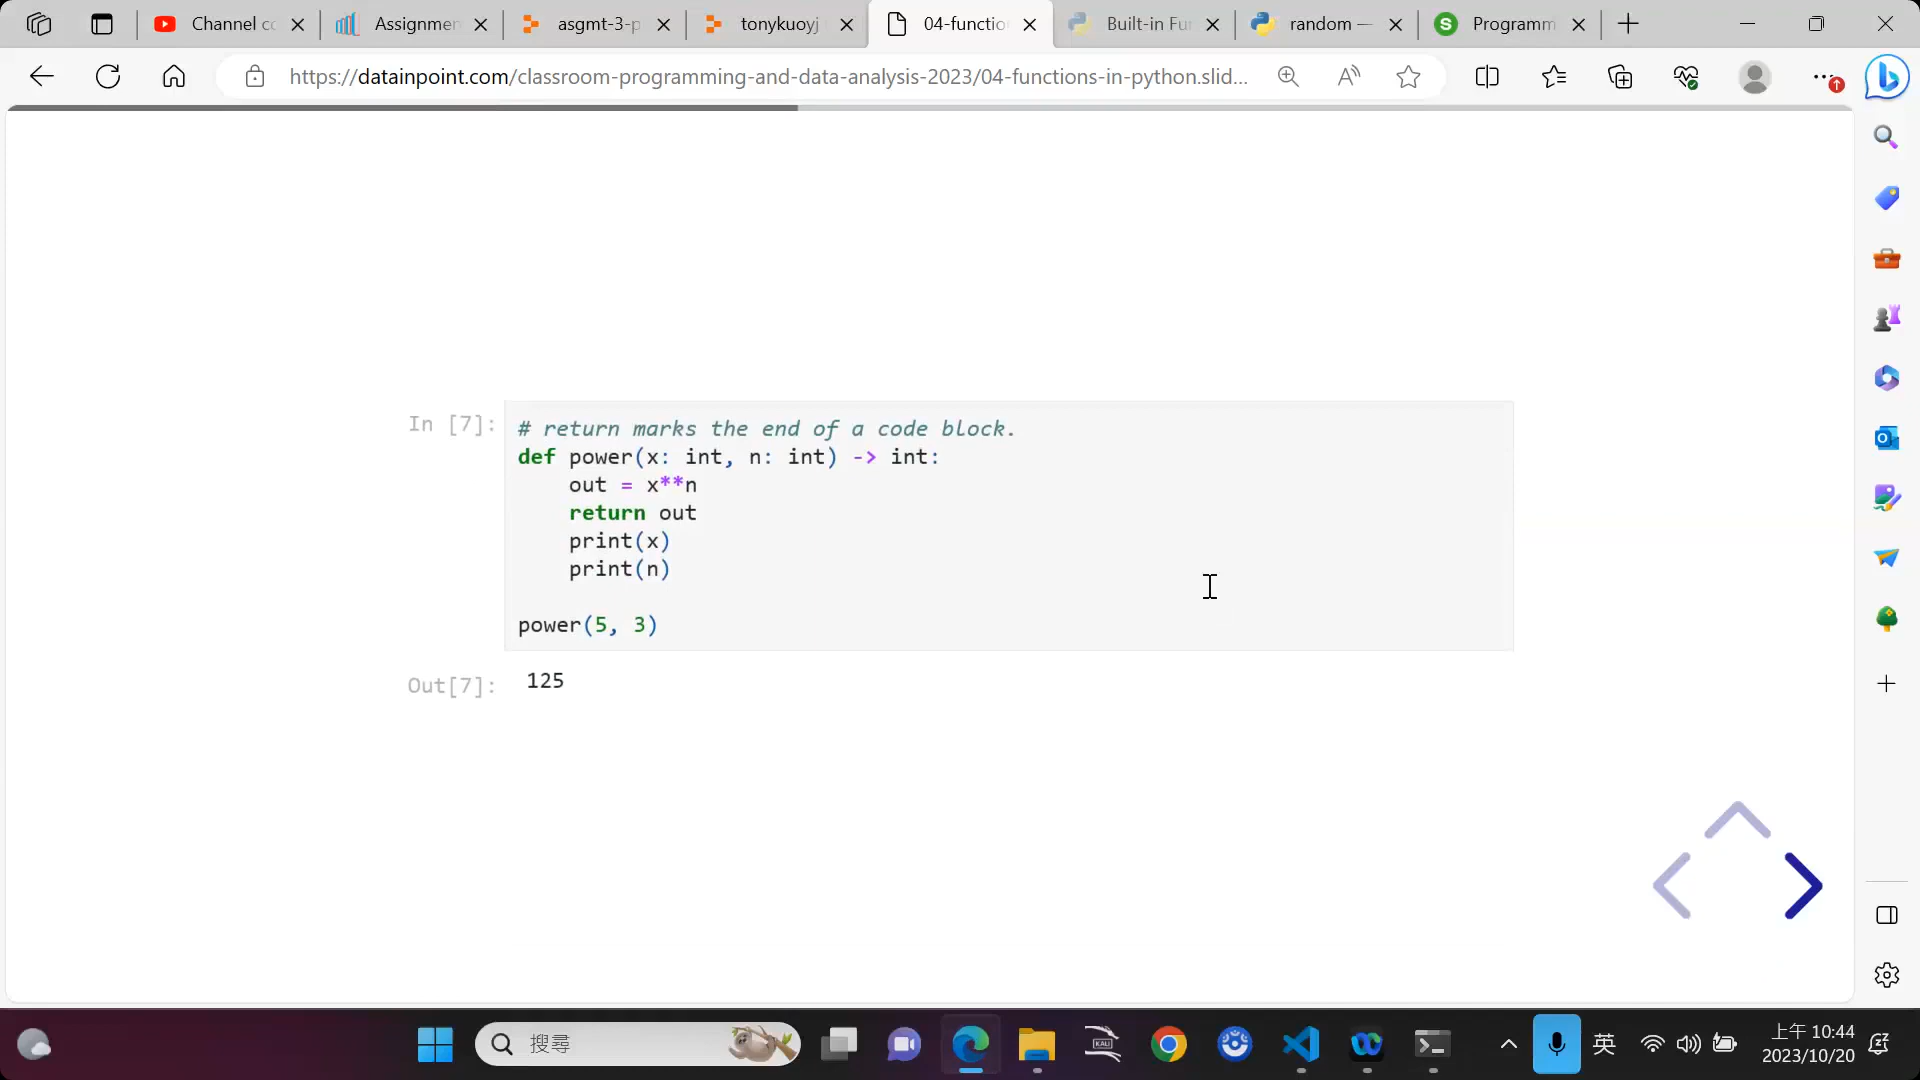 Channel cc
Assignmen
asgmt-3-p
tonykuoyj
04-functio
Built-in Fur
random —
Programm
https://datainpoint.com/classroom-programming-and-data-analysis-2023/04-functions-in-python.slid...
In [7]:
# return marks the end of a code block.
def power(x: int, n: int) -> int:
    out = x**n
    return out
    print(x)
    print(n)
power(5, 3)
Out[7]:
125
搜尋
KALI
英
上午 10:44
2023/10/20